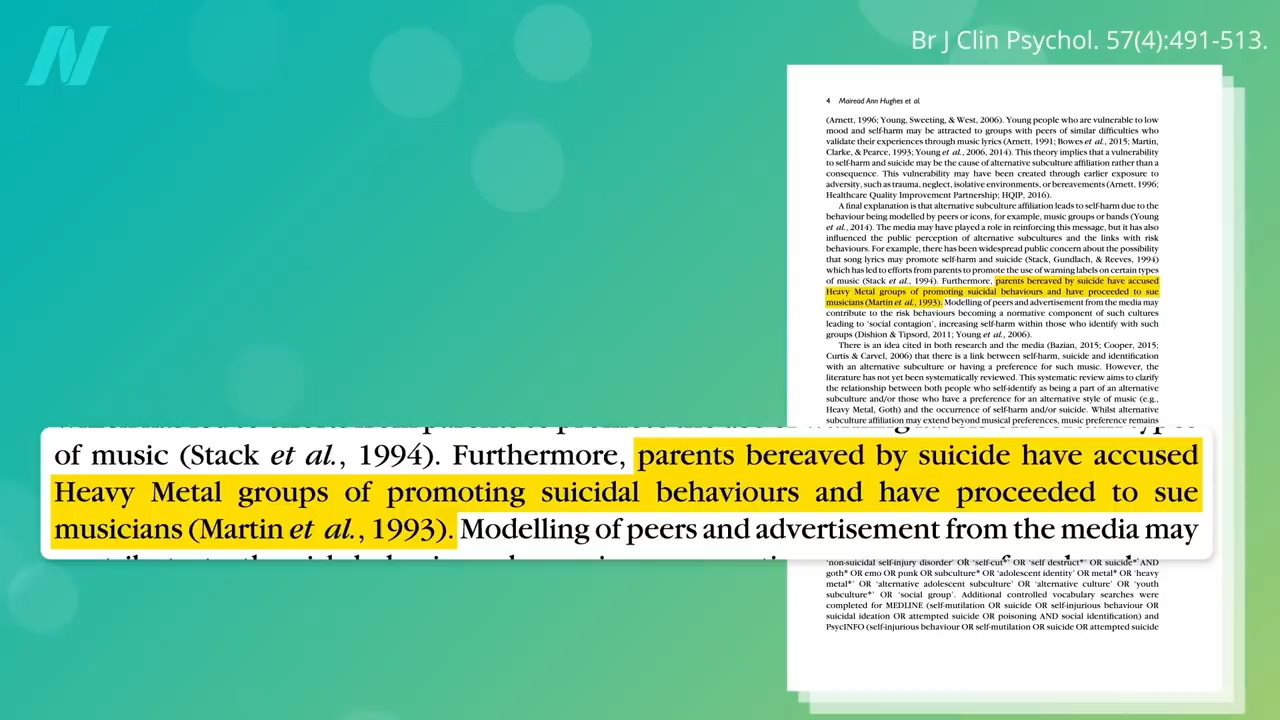 Br J Clin Psychol. 57(4):491-513.
4 Mairead Ann Hughes et al.
(Arnett, 1996; Young, Sweeting, & West, 2006). Young people who are vulnerable to low
mood and self-harm may be attracted to groups with peers of similar difficulties who
validate their experiences through music lyrics (Arnett, 1991; Bowes et al., 2015; Martin,
Clarke, & Pearce, 1993; Young et al., 2006, 2014). This theory implies that a vulnerability
to self-harm and suicide may be the cause of alternative subculture affiliation rather than a
consequence. This vulnerability may have been created through earlier exposure to
adversity, such as trauma, neglect, isolative environments, or bereavements (Arnett, 1996;
Healthcare Quality Improvement Partnership; HQIP, 2016).
A final explanation is that alternative subculture affiliation leads to self-harm due to the
behaviour being modelled by peers or icons, for example, music groups or bands (Young
et al., 2014). The media may have played a role in reinforcing this message, but it has also
influenced the public perception of alternative subcultures and the links with risk
behaviours. For example, there has been widespread public concern about the possibility
that song lyrics may promote self-harm and suicide (Stack, Gundlach, & Reeves, 1994)
which has led to efforts from parents to promote the use of warning labels on certain types
of music (Stack et al., 1994). Furthermore, parents bereaved by suicide have accused
Heavy Metal groups of promoting suicidal behaviours and have proceeded to sue
musicians (Martin et al., 1993). Modelling of peers and advertisement from the media may
contribute to the risk behaviours becoming a normative component of such cultures
leading to 'social contagion', increasing self-harm within those who identify with such
groups (Dishion & Tipsord, 2011; Young et al., 2006).
There is an idea cited in both research and the media (Bazian, 2015; Cooper, 2015;
Curtis & Carvel, 2006) that there is a link between self-harm, suicide and identification
with an alternative subculture or having a preference for such music. However, the
literature has not yet been systematically reviewed. This systematic review aims to clarify
the relationship between both people who self-identify as being a part of an alternative
subculture and/or those who have a preference for an alternative style of music (e.g.,
Heavy Metal, Goth) and the occurrence of self-harm and/or suicide. Whilst alternative
subculture affiliation may extend beyond musical preferences, music preference remains
of music (Stack et al., 1994). Furthermore, parents bereaved by suicide have accused
Heavy Metal groups of promoting suicidal behaviours and have proceeded to sue
musicians (Martin et al., 1993). Modelling of peers and advertisement from the media may
'non-suicidal self-injury disorder' OR 'self-cut*' OR 'self destruct*' OR suicide* AND
goth* OR emo OR punk OR subculture* OR 'adolescent identity' OR metal* OR 'heavy
metal*' OR 'alternative adolescent subculture' OR 'alternative culture' OR 'youth
subculture*' OR 'social group'. Additional controlled vocabulary searches were
completed for MEDLINE (self-mutilation OR suicide OR self-injurious behaviour OR
suicidal ideation OR attempted suicide OR poisoning AND social identification) and
PsycINFO (self-injurious behaviour OR self-mutilation OR suicide OR attempted suicide